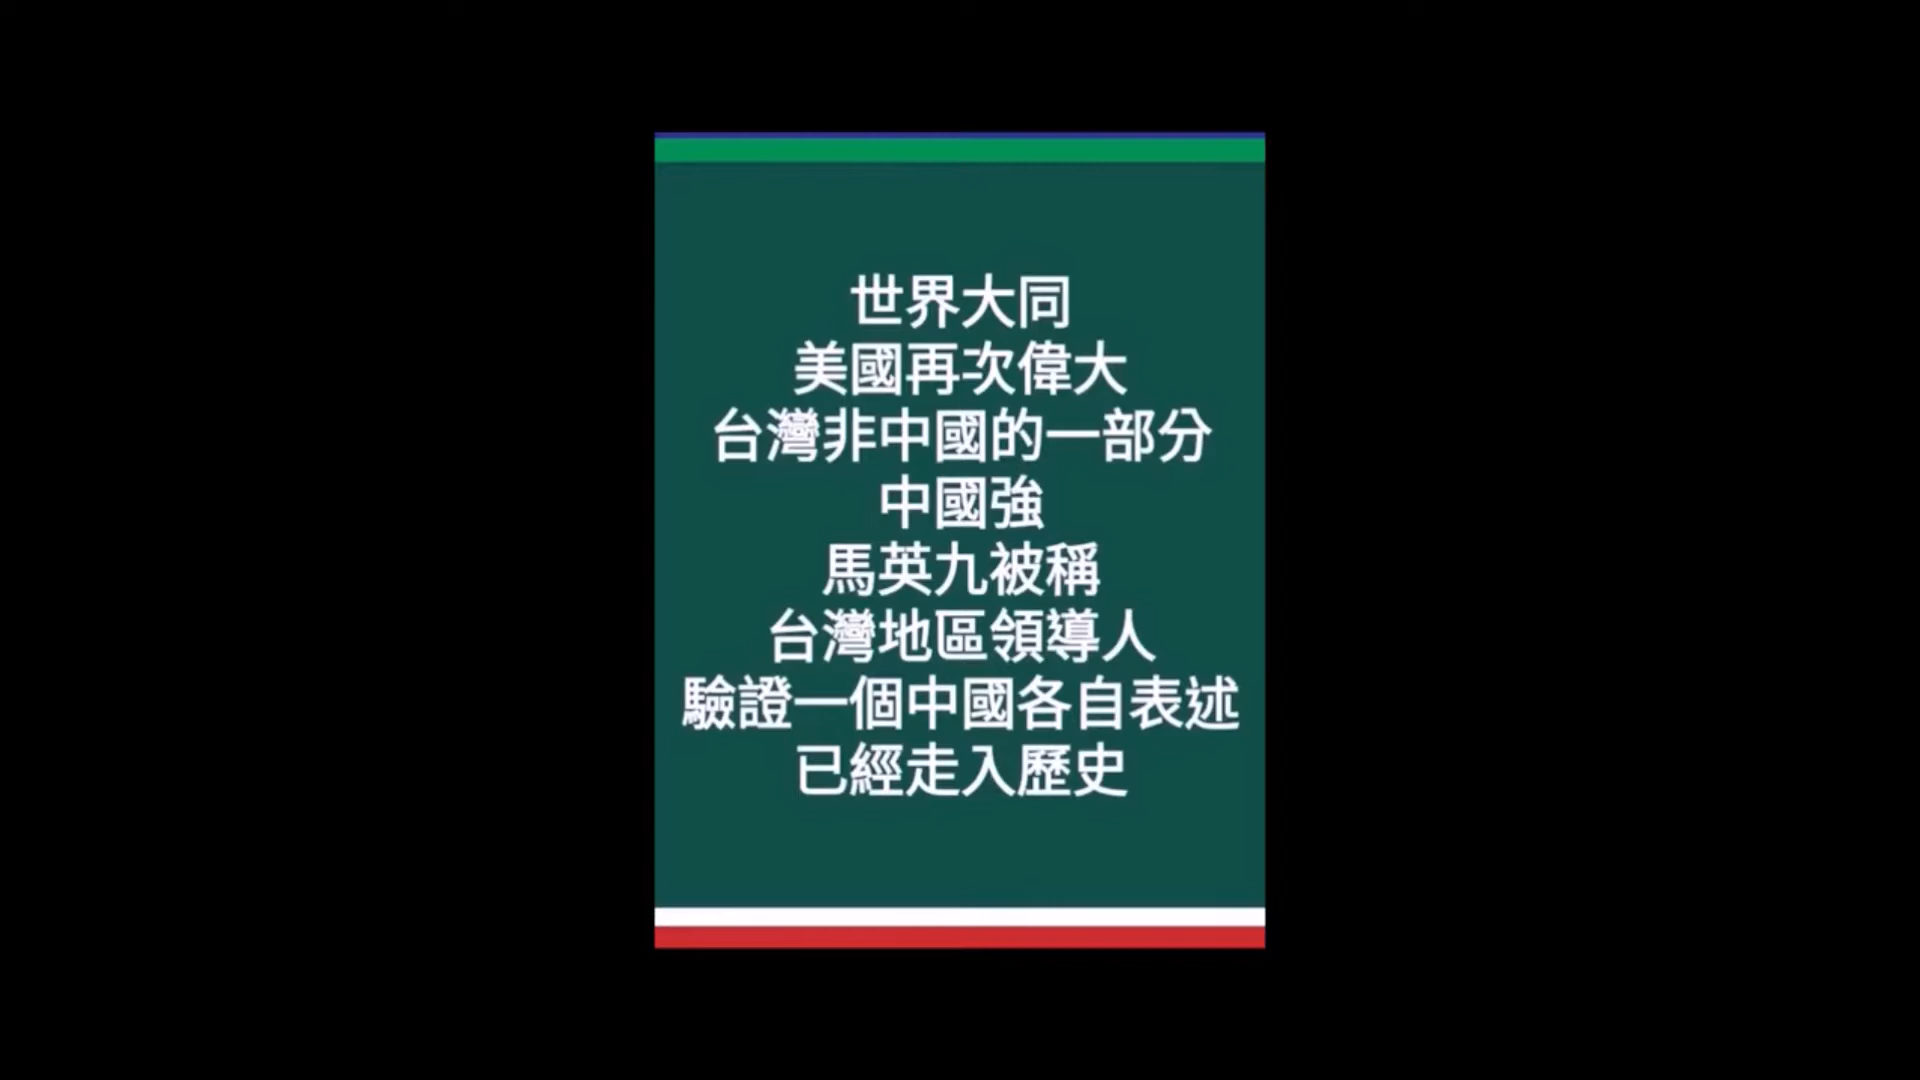 世界大同
美國再次偉大
台灣非中國的一部分
中國強
馬英九被稱
台灣地區領導人
驗證一個中國各自表述
已經走入歷史